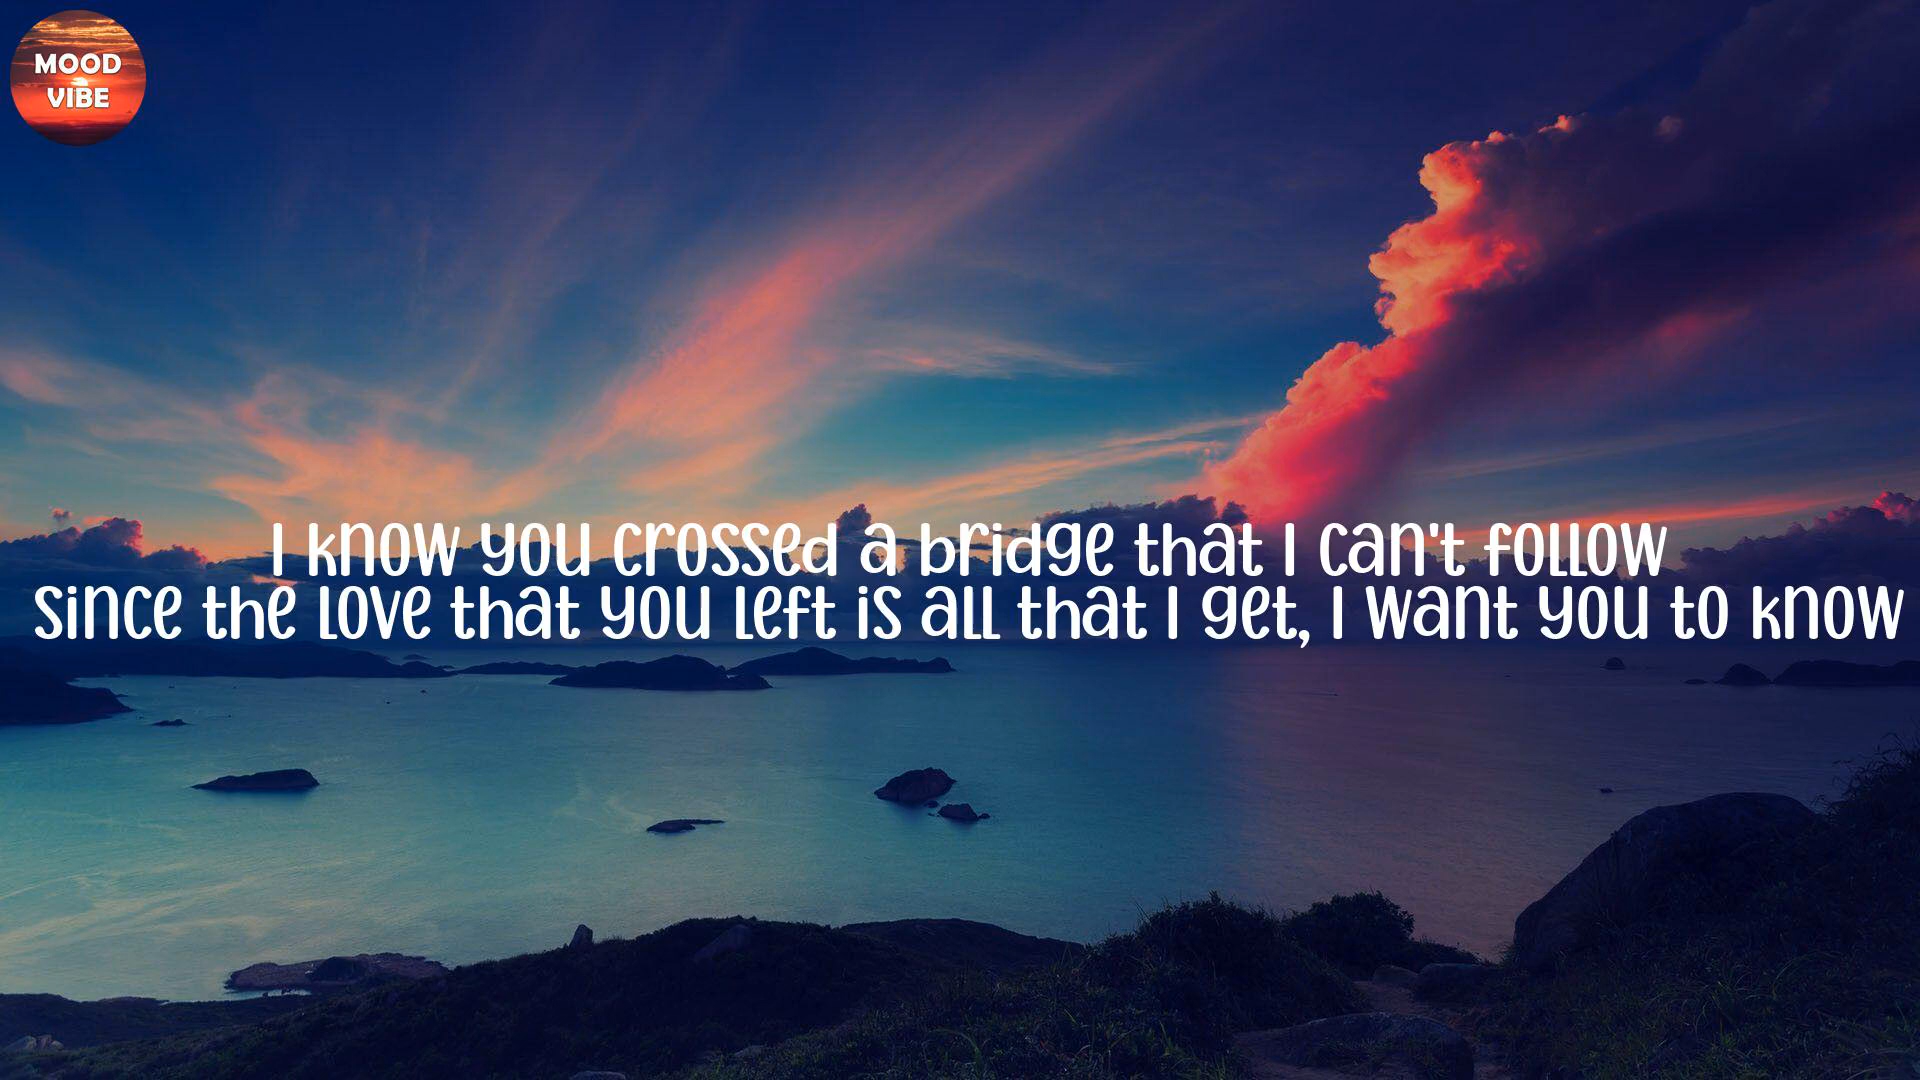 MOOD
VIBE
I know you crossed a bridge that I can't follow
since the love that you left is all that I get, I want you to know